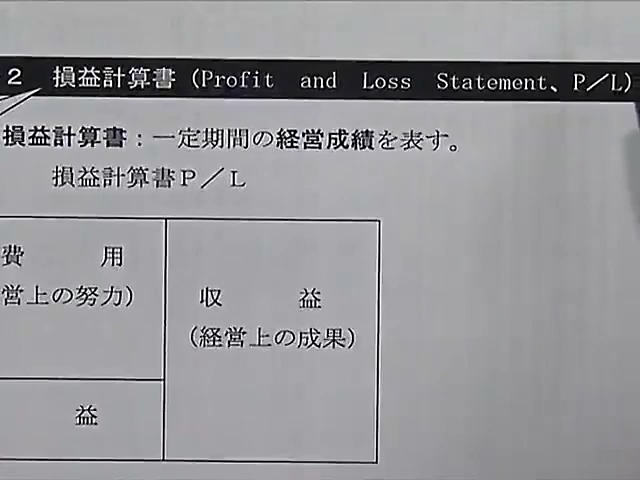 2 損益計算書（Profit and Loss Statement、P／L）
損益計算書：一定期間の経営成績を表す。
損益計算書Ｐ／Ｌ
費用
営上の努力）
収益
（経営上の成果）
益